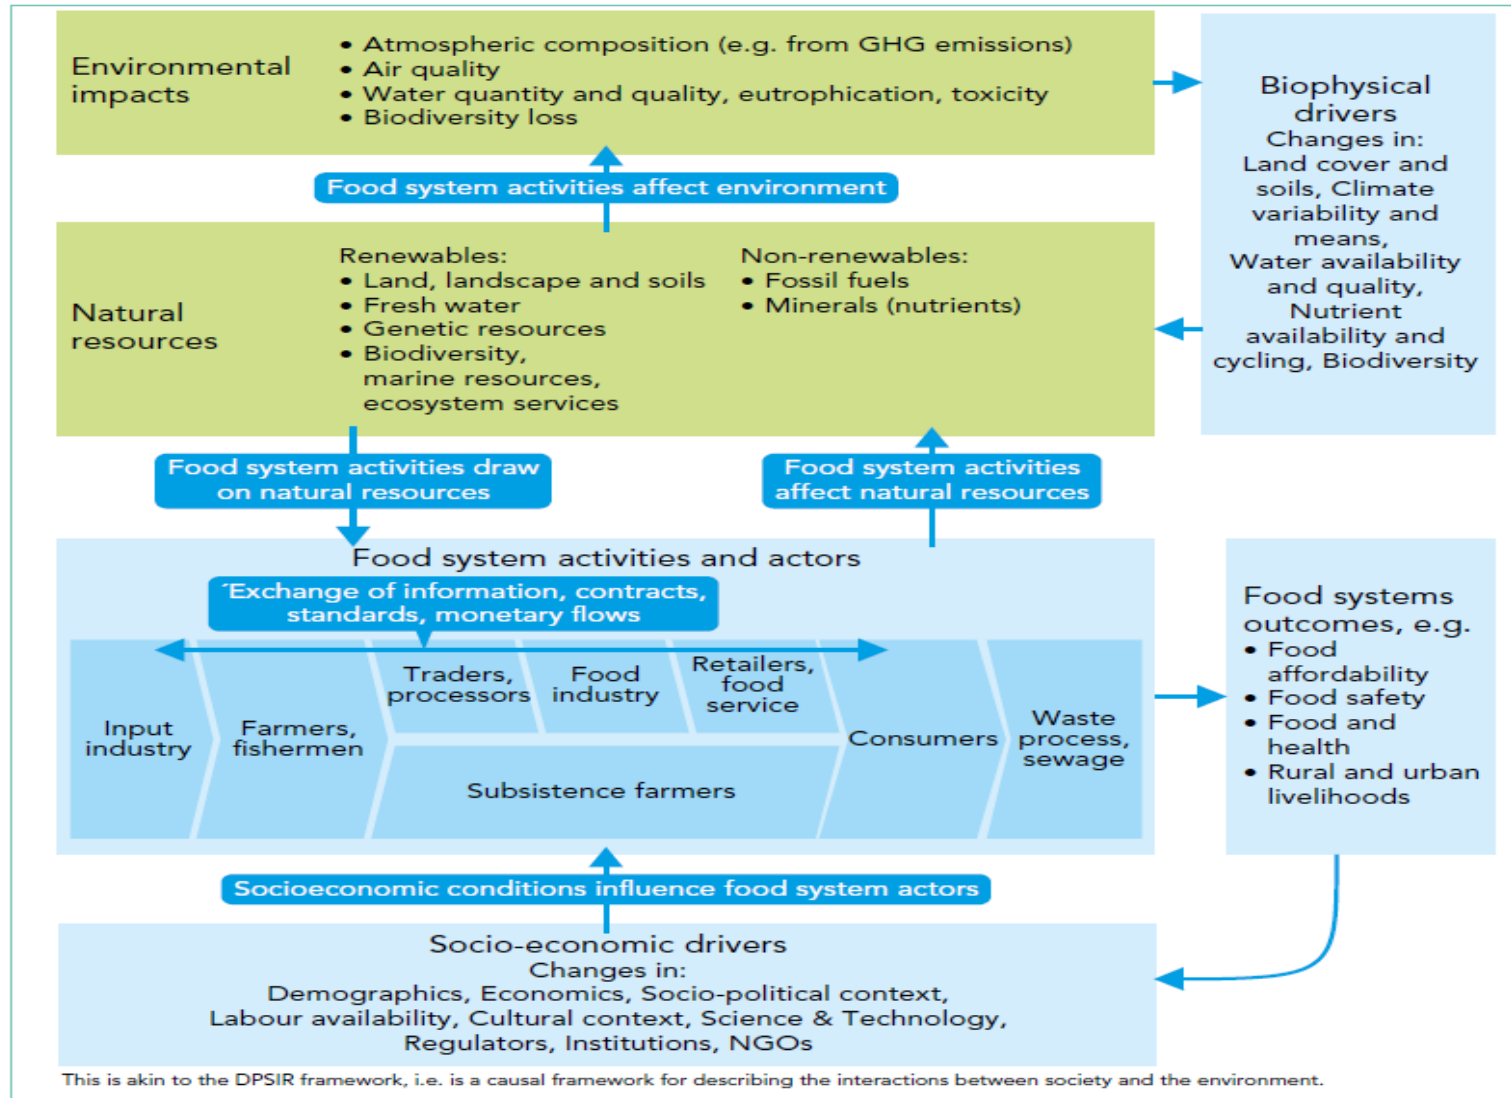 Environmental
impacts
• Atmospheric composition (e.g. from GHG emissions)
• Air quality
• Water quantity and quality, eutrophication, toxicity
• Biodiversity loss
Biophysical
drivers
Changes in:
Land cover and
soils, Climate
variability and
means,
Water availability
and quality,
Nutrient
availability and
cycling, Biodiversity
Food system activities affect environment
Natural
resources
Renewables:
• Land, landscape and soils
• Fresh water
• Genetic resources
• Biodiversity,
marine resources,
ecosystem services
Non-renewables:
• Fossil fuels
• Minerals (nutrients)
Food system activities draw
on natural resources
Food system activities
affect natural resources
Food system activities and actors
´Exchange of information, contracts,
standards, monetary flows
Input
industry
Farmers,
fishermen
Traders,
processors
Food
industry
Retailers,
food
service
Subsistence farmers
Consumers
Waste
process,
sewage
Food systems
outcomes, e.g.
• Food
affordability
• Food safety
• Food and
health
• Rural and urban
livelihoods
Socioeconomic conditions influence food system actors
Socio-economic drivers
Changes in:
Demographics, Economics, Socio-political context,
Labour availability, Cultural context, Science & Technology,
Regulators, Institutions, NGOs
This is akin to the DPSIR framework, i.e. is a causal framework for describing the interactions between society and the environment.